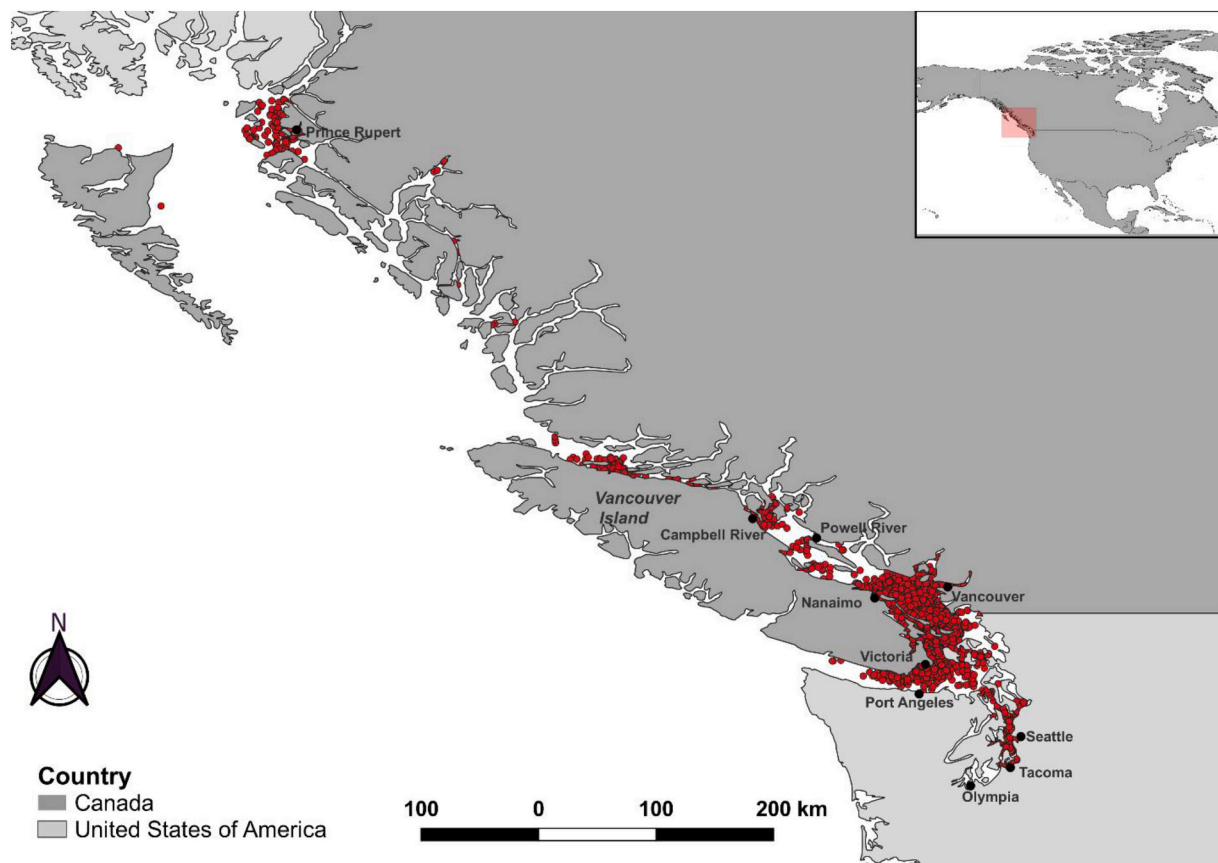 Prince Rupert
Vancouver
Island
Campbell River
Powell River
Nanaimo
Vancouver
Victoria
Port Angeles
Seattle
Tacoma
Olympia
N
Country
Canada
United States of America
100 0 100 200 km